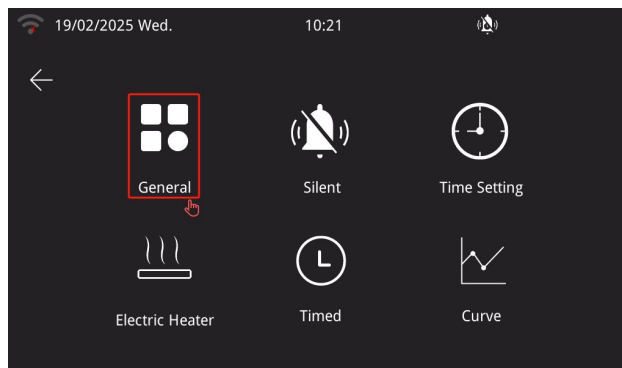 19/02/2025 Wed. 10:21
General Silent Time Setting
Electric Heater Timed Curve